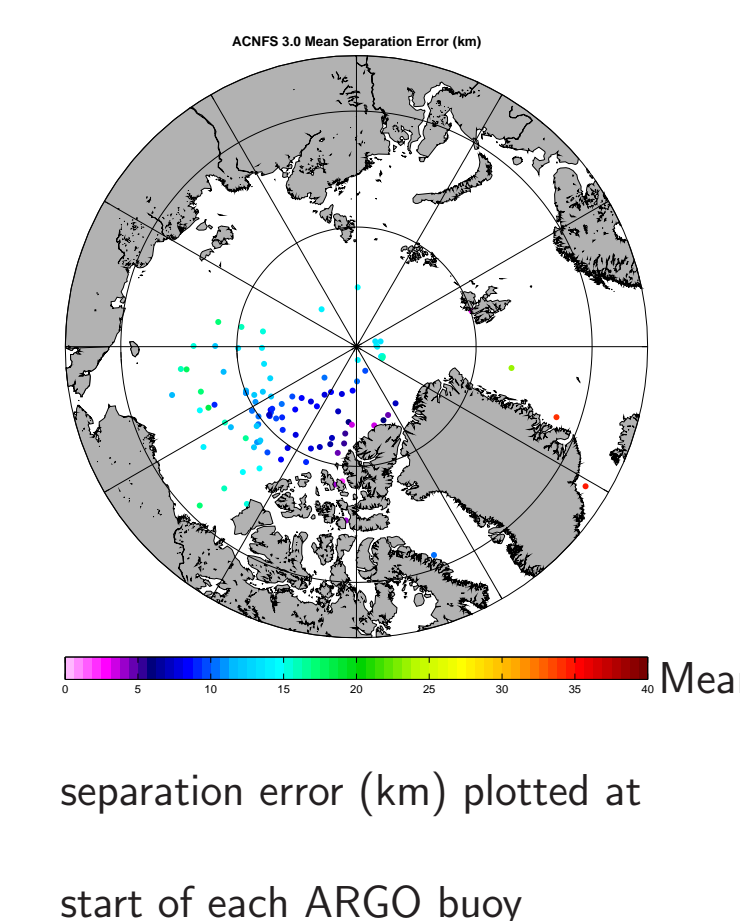 ACNFS 3.0 Mean Separation Error (km)
0 5 10 15 20 25 30 35 40
Mean
separation error (km) plotted at
start of each ARGO buoy